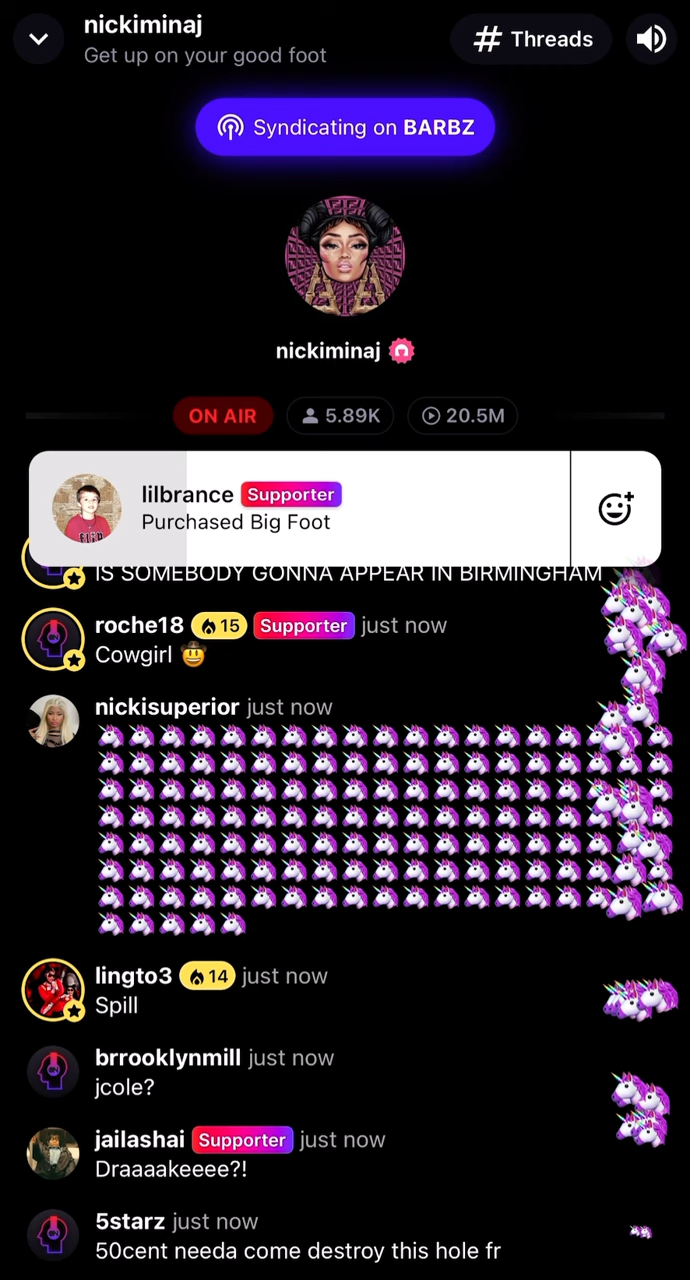 nickiminaj
Get up on your good foot
# Threads
Syndicating on BARBZ
nickiminaj
ON AIR 5.89K 20.5M
lilbrance Supporter
Purchased Big Foot
IS SOMEBODY GONNA APPEAR IN BIRMINGHAM
roche18 15 Supporter just now
Cowgirl 🤠
nickisuperior just now
🦄🦄🦄🦄🦄🦄🦄🦄🦄🦄🦄🦄🦄🦄🦄🦄🦄🦄🦄
🦄🦄🦄🦄🦄🦄🦄🦄🦄🦄🦄🦄🦄🦄🦄🦄🦄🦄🦄
🦄🦄🦄🦄🦄🦄🦄🦄🦄🦄🦄🦄🦄🦄🦄🦄🦄🦄🦄
🦄🦄🦄🦄🦄🦄🦄🦄🦄🦄🦄🦄🦄🦄🦄🦄🦄🦄🦄
🦄🦄🦄🦄🦄🦄🦄🦄🦄🦄🦄🦄🦄🦄🦄🦄🦄🦄🦄
🦄🦄🦄🦄🦄🦄🦄🦄🦄🦄🦄🦄🦄🦄🦄🦄🦄🦄🦄
🦄🦄🦄🦄🦄🦄🦄🦄🦄🦄🦄🦄🦄🦄🦄🦄🦄🦄🦄
🦄🦄🦄🦄🦄
lingto3 14 just now
Spill
brrooklynmill just now
jcole?
jailashai Supporter just now
Draaaakeeee?!
5starz just now
50cent needa come destroy this hole fr